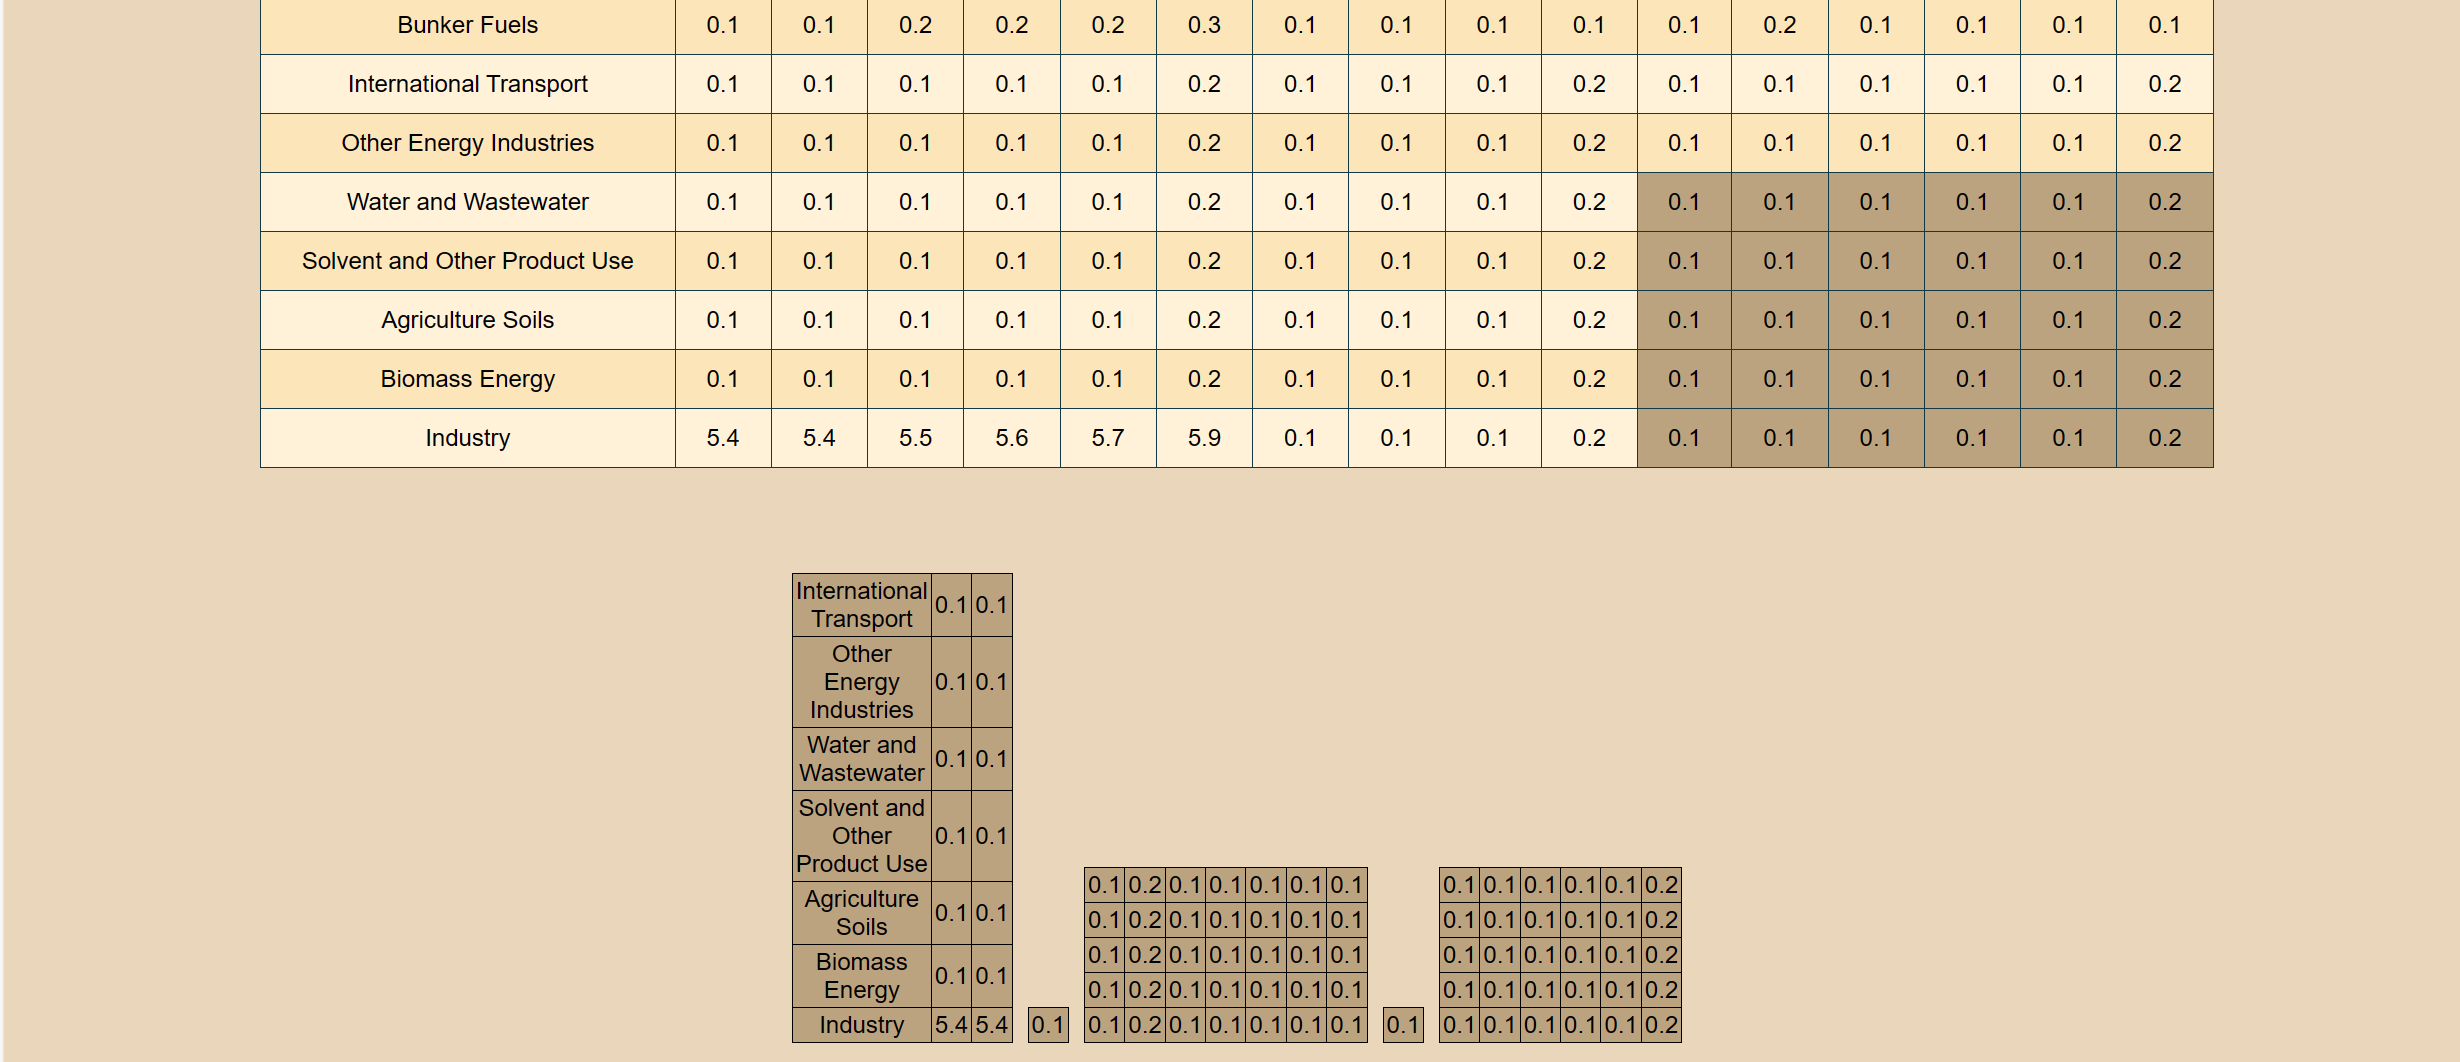 Bunker Fuels 0.1 0.1 0.2 0.2 0.2 0.3 0.1 0.1 0.1 0.1 0.1 0.2 0.1 0.1 0.1 0.1
International Transport 0.1 0.1 0.1 0.1 0.1 0.2 0.1 0.1 0.1 0.2 0.1 0.1 0.1 0.1 0.1 0.2
Other Energy Industries 0.1 0.1 0.1 0.1 0.1 0.2 0.1 0.1 0.1 0.2 0.1 0.1 0.1 0.1 0.1 0.2
Water and Wastewater 0.1 0.1 0.1 0.1 0.1 0.2 0.1 0.1 0.1 0.2 0.1 0.1 0.1 0.1 0.1 0.2
Solvent and Other Product Use 0.1 0.1 0.1 0.1 0.1 0.2 0.1 0.1 0.1 0.2 0.1 0.1 0.1 0.1 0.1 0.2
Agriculture Soils 0.1 0.1 0.1 0.1 0.1 0.2 0.1 0.1 0.1 0.2 0.1 0.1 0.1 0.1 0.1 0.2
Biomass Energy 0.1 0.1 0.1 0.1 0.1 0.2 0.1 0.1 0.1 0.2 0.1 0.1 0.1 0.1 0.1 0.2
Industry 5.4 5.4 5.5 5.6 5.7 5.9 0.1 0.1 0.1 0.2 0.1 0.1 0.1 0.1 0.1 0.2
International
Transport 0.1 0.1
Other
Energy 0.1 0.1
Industries
Water and
Wastewater 0.1 0.1
Solvent and
Other 0.1 0.1
Product Use
Agriculture
Soils 0.1 0.1
Biomass
Energy 0.1 0.1
Industry 5.4 5.4
0.1
0.1 0.2 0.1 0.1 0.1 0.1 0.1
0.1 0.2 0.1 0.1 0.1 0.1 0.1
0.1 0.2 0.1 0.1 0.1 0.1 0.1
0.1 0.2 0.1 0.1 0.1 0.1 0.1
0.1 0.2 0.1 0.1 0.1 0.1 0.1
0.1
0.1 0.1 0.1 0.1 0.1 0.2
0.1 0.1 0.1 0.1 0.1 0.2
0.1 0.1 0.1 0.1 0.1 0.2
0.1 0.1 0.1 0.1 0.1 0.2
0.1 0.1 0.1 0.1 0.1 0.2